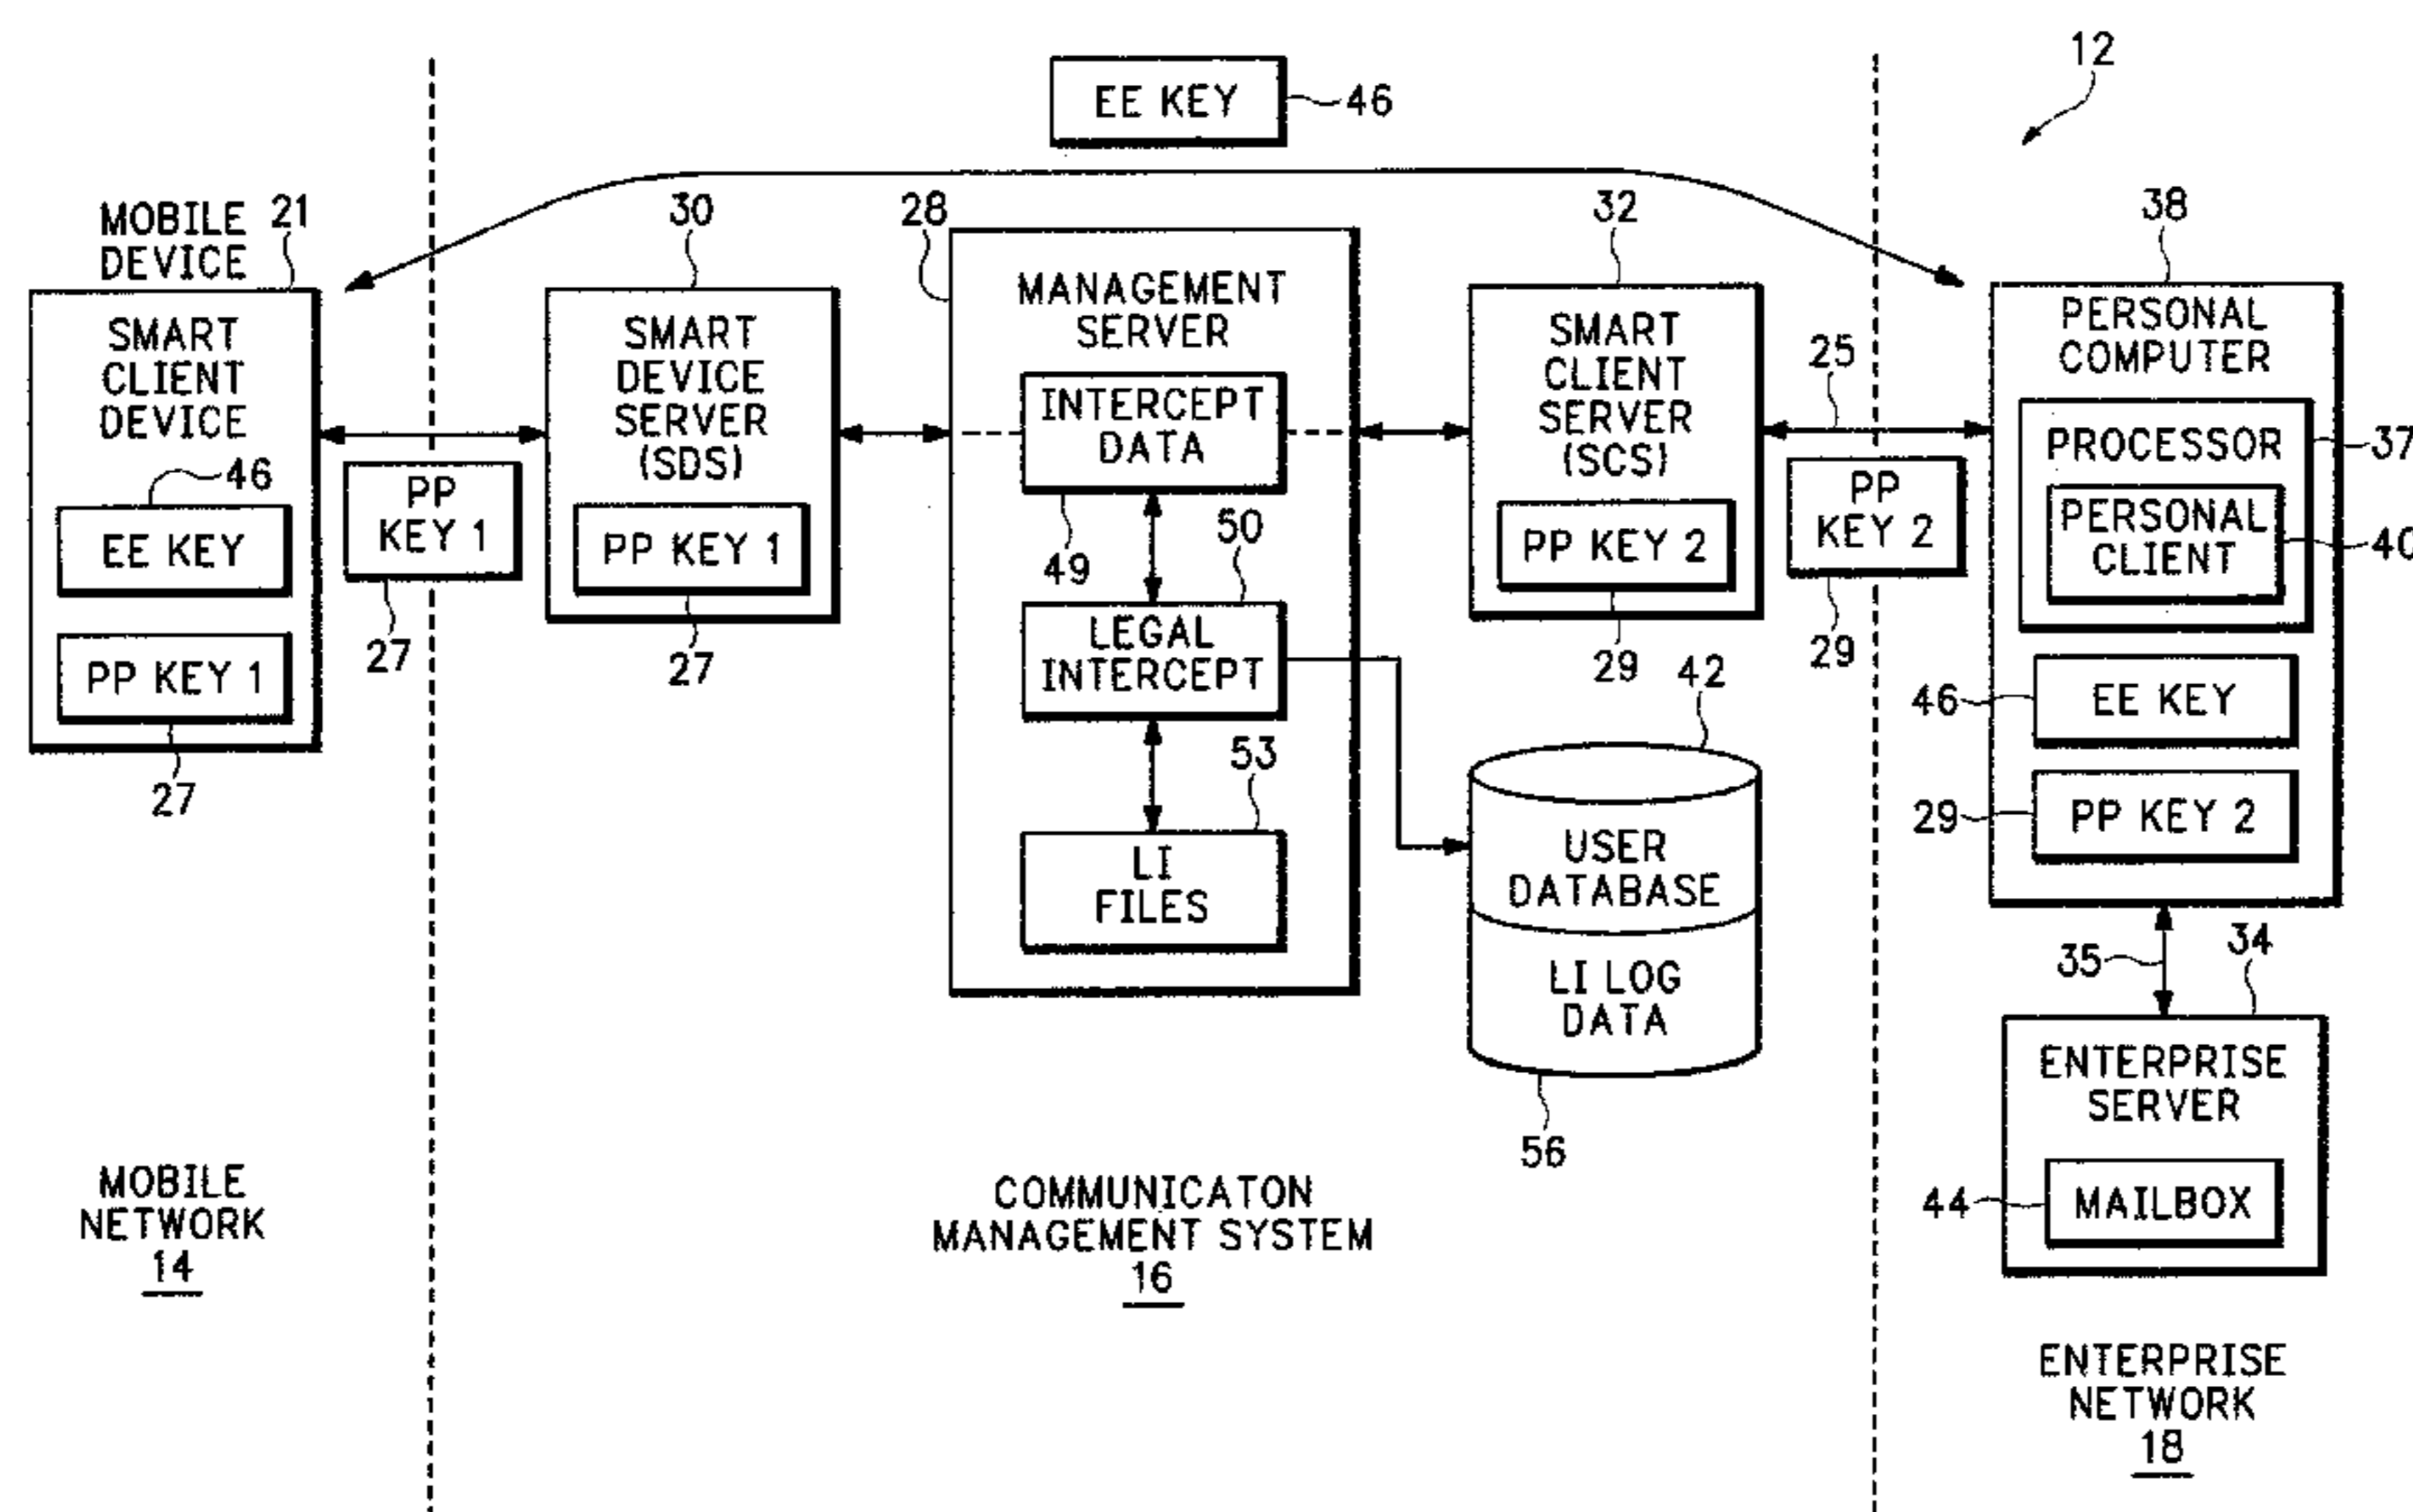 12
EE KEY
46
MOBILE
DEVICE
21
SMART
CLIENT
DEVICE
46
EE KEY
PP KEY 1
27
PP
KEY 1
27
30
SMART
DEVICE
SERVER
(SDS)
PP KEY 1
27
28
MANAGEMENT
SERVER
INTERCEPT
DATA
49
50
LEGAL
INTERCEPT
53
LI
FILES
32
SMART
CLIENT
SERVER
(SCS)
PP KEY 2
29
25
PP
KEY 2
29
42
USER
DATABASE
LI LOG
DATA
56
38
PERSONAL
COMPUTER
PROCESSOR
37
PERSONAL
CLIENT
40
46
EE KEY
29
PP KEY 2
35
34
ENTERPRISE
SERVER
44
MAILBOX
MOBILE
NETWORK
14
COMMUNICATON
MANAGEMENT SYSTEM
16
ENTERPRISE
NETWORK
18